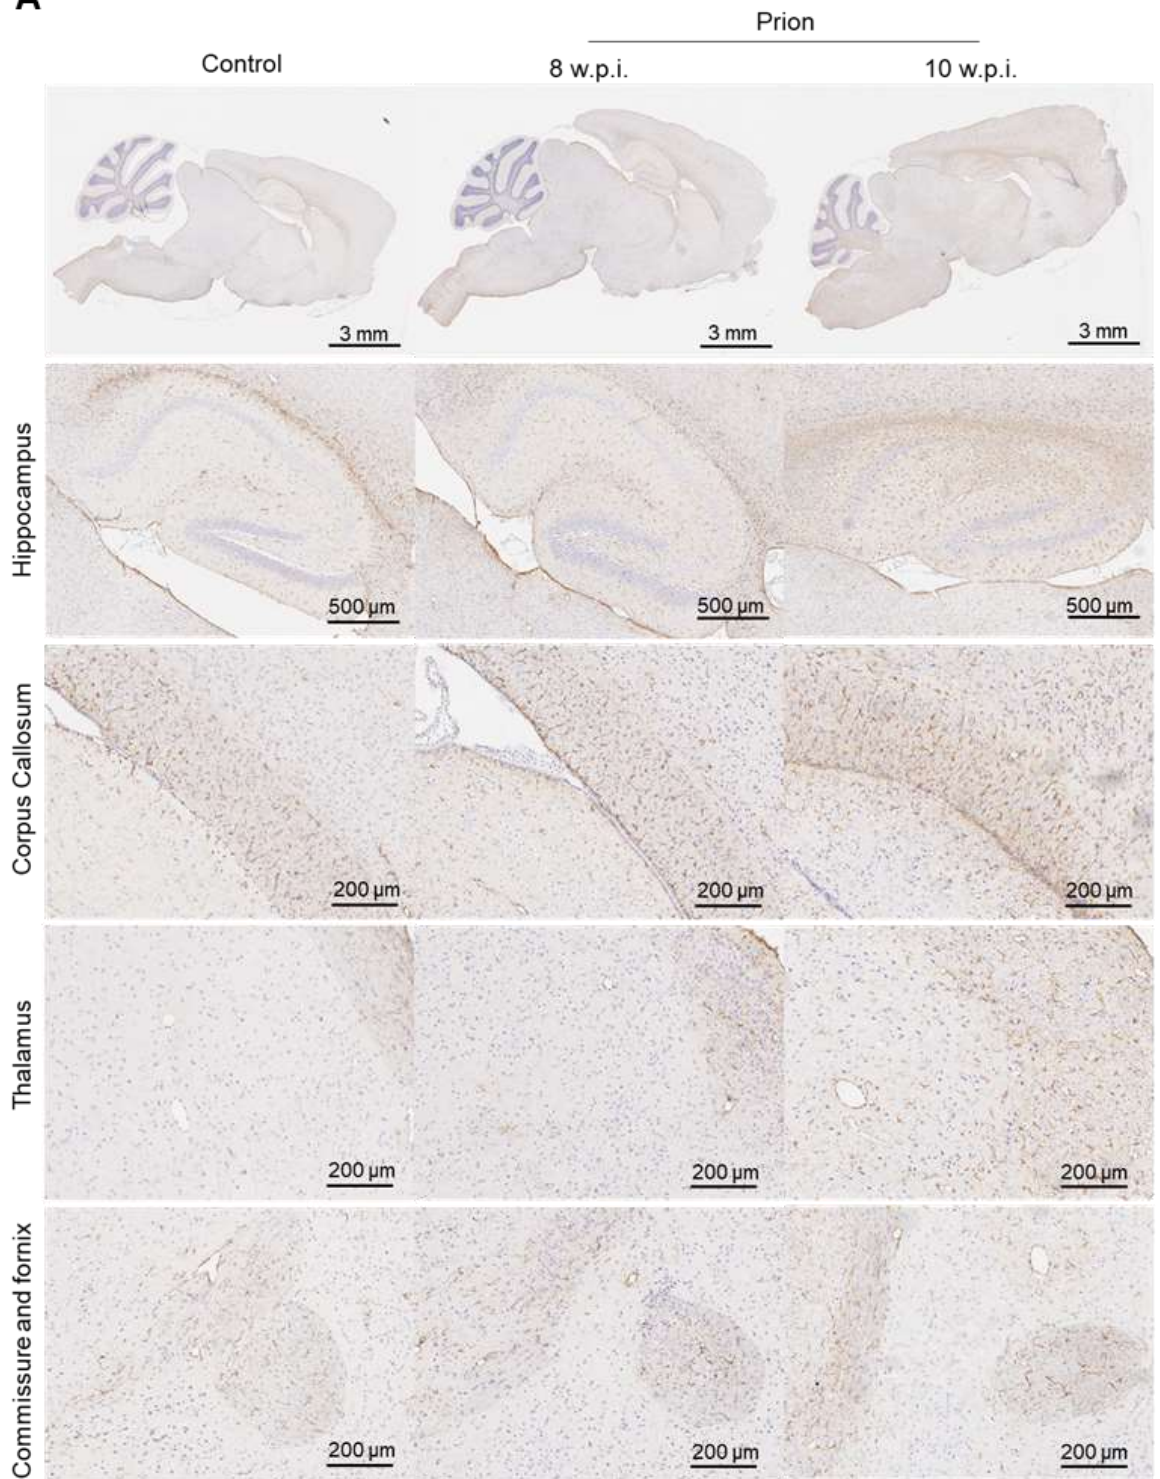 A
Prion
Control
8 w.p.i.
10 w.p.i.
3 mm
3 mm
3 mm
Hippocampus
500 µm
500 µm
500 µm
Corpus Callosum
200 µm
200 µm
200 µm
Thalamus
200 µm
200 µm
200 µm
Commissure and fornix
200 µm
200 µm
200 µm